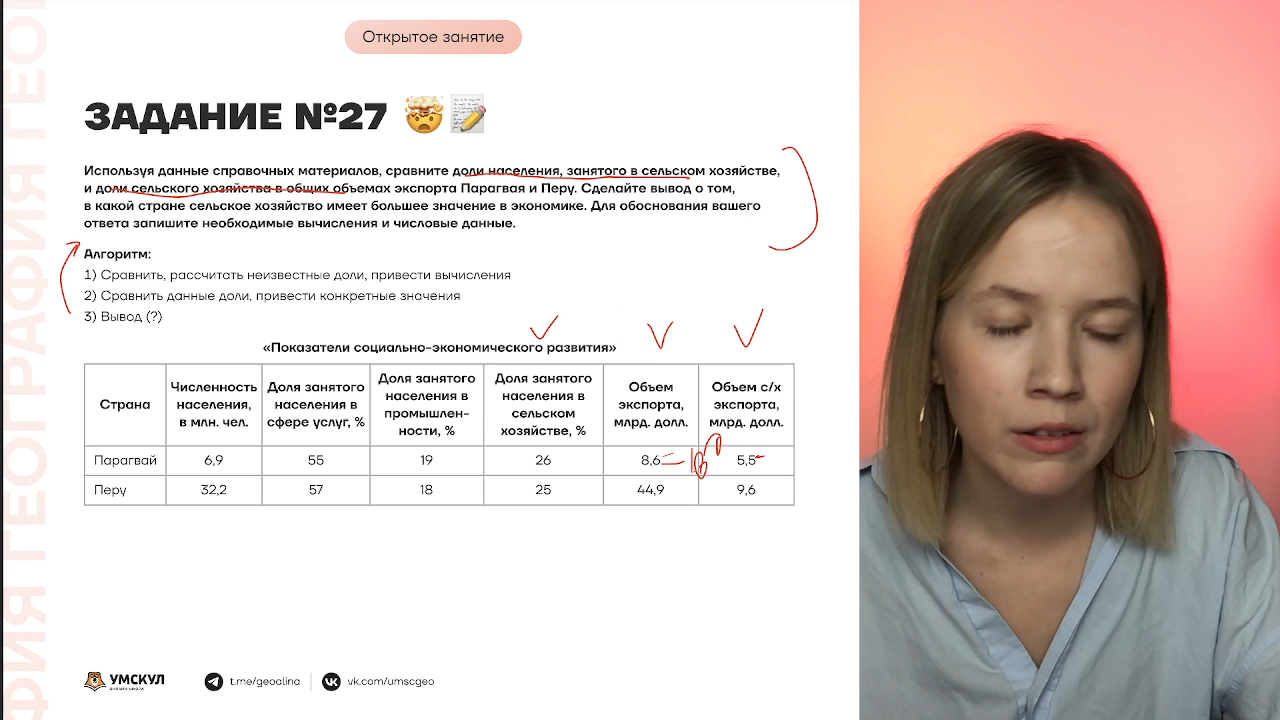 Открытое занятие
ЗАДАНИЕ №27
Используя данные справочных материалов, сравните доли населения, занятого в сельском хозяйстве,
и доли сельского хозяйства в общих объемах экспорта Парагвая и Перу. Сделайте вывод о том,
в какой стране сельское хозяйство имеет большее значение в экономике. Для обоснования вашего
ответа запишите необходимые вычисления и числовые данные.
Алгоритм:
1) Сравнить, рассчитать неизвестные доли, привести вычисления
2) Сравнить данные доли, привести конкретные значения
3) Вывод (?)
«Показатели социально-экономического развития»
Страна
Численность
населения,
в млн. чел.
Доля занятого
населения в
сфере услуг, %
Доля занятого
населения в
промышлен-
ности, %
Доля занятого
населения в
сельском
хозяйстве, %
Объем
экспорта,
млрд. долл.
Объем с/х
экспорта,
млрд. долл.
Парагвай 6,9 55 19 26 8,6 5,5
Перу 32,2 57 18 25 44,9 9,6
УМСКУЛ
ОНЛАЙН-ШКОЛА
t.me/geoalina
vk.com/umscgeo
ГЕОГРАФИЯ